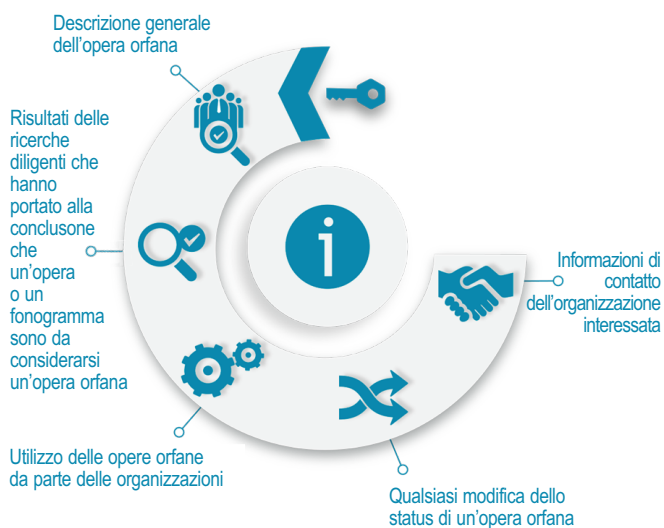 Descrizione generale
dell'opera orfana
Risultati delle
ricerche
diligenti che
hanno
portato alla
conclusone
che
un'opera
o un
fonogramma
sono da
considerarsi
un'opera orfana
Utilizzo delle opere orfane
da parte delle organizzazioni
Qualsiasi modifica dello
status di un'opera orfana
Informazioni di
contatto
dell'organizzazione
interessata